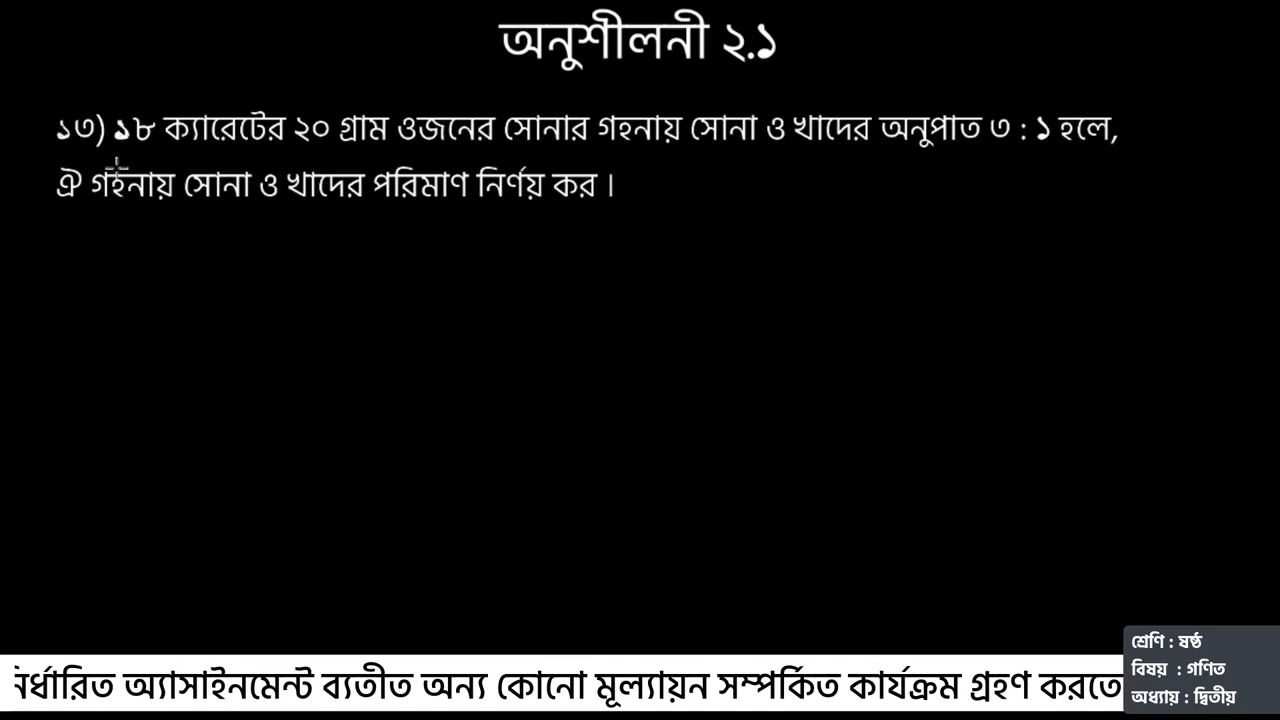 অনুশীলনী ২.১
১৩) ১৮ ক্যারেটের ২০ গ্রাম ওজনের সোনার গহনায় সোনা ও খাদের অনুপাত ৩ : ১ হলে,
ঐ গহনায় সোনা ও খাদের পরিমাণ নির্ণয় কর ।
শ্রেণি : ষষ্ঠ
বিষয় : গণিত
অধ্যায় : দ্বিতীয়
নির্ধারিত অ্যাসাইনমেন্ট ব্যতীত অন্য কোনো মূল্যায়ন সম্পর্কিত কার্যক্রম গ্রহণ করতে